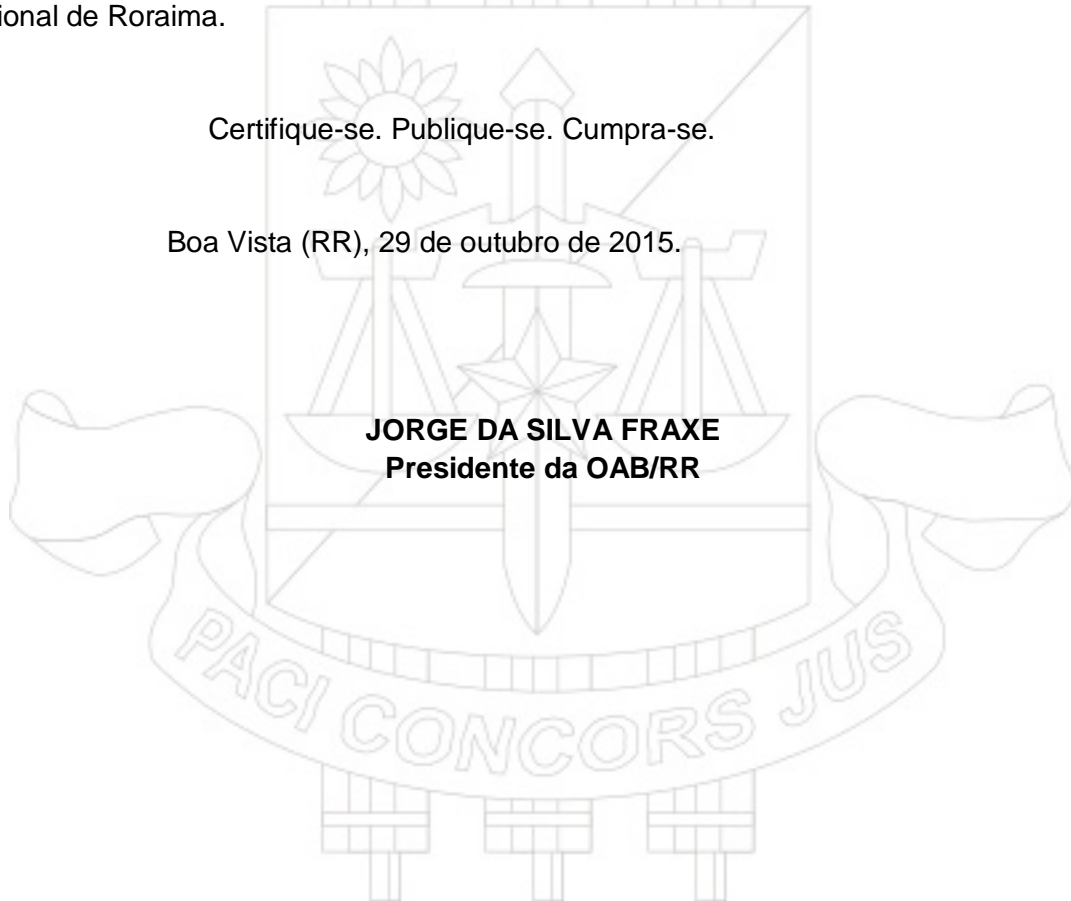 ional de Roraima.
Certifique-se. Publique-se. Cumpra-se.
Boa Vista (RR), 29 de outubro de 2015.
JORGE DA SILVA FRAXE
Presidente da OAB/RR
PACI CONCORS JUS